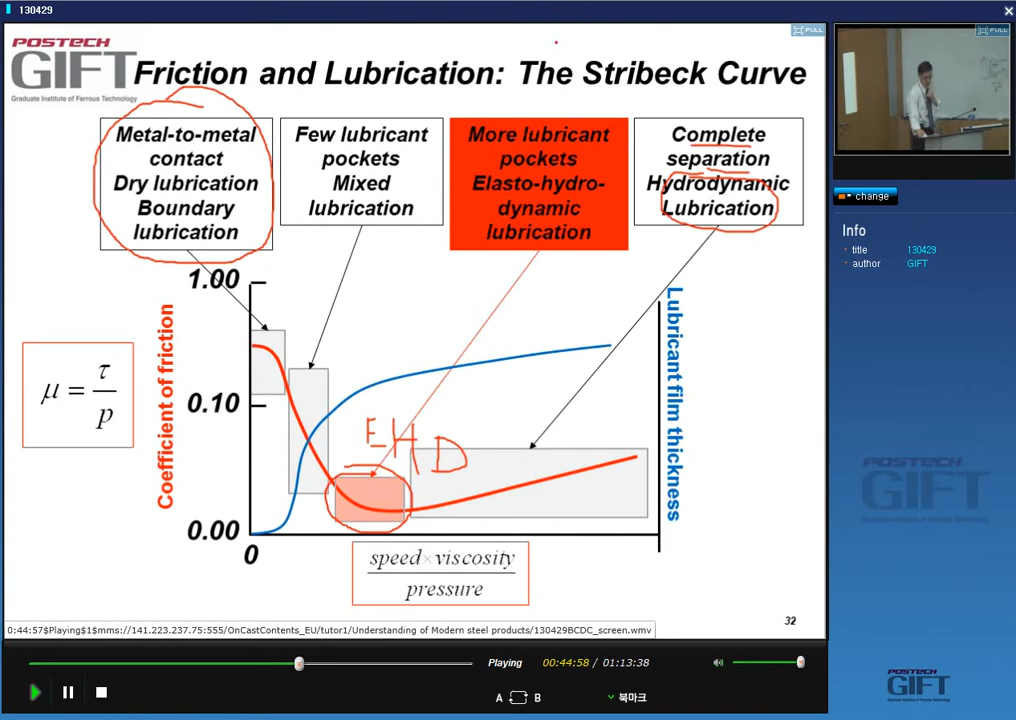 130429
POSTECH
GIFT
Graduate Institute of Ferrous Technology
Friction and Lubrication: The Stribeck Curve
FULL
FULL
Metal-to-metal
contact
Dry lubrication
Boundary
lubrication
Few lubricant
pockets
Mixed
lubrication
More lubricant
pockets
Elasto-hydro-
dynamic
lubrication
Complete
separation
Hydrodynamic
Lubrication
1.00
0.10
0.00
0
Coefficient of friction
Lubricant film thickness
μ = τ / p
EHD
speed×viscosity
pressure
32
0:44:57$Playing$1$mms://141.223.237.75:555/OnCastContents_EU/tutor1/Understanding of Modern steel products/130429BCDC_screen.wmv
Playing
00:44:58 / 01:13:38
A B
북마크
change
Info
title 130429
author GIFT
POSTECH
GIFT
POSTECH
GIFT